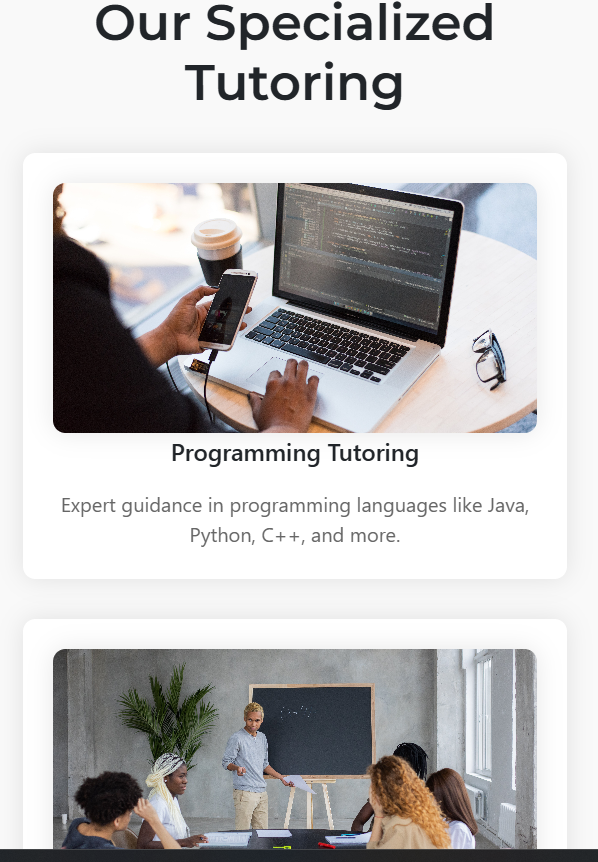 Our Specialized
Tutoring
Programming Tutoring
Expert guidance in programming languages like Java,
Python, C++, and more.